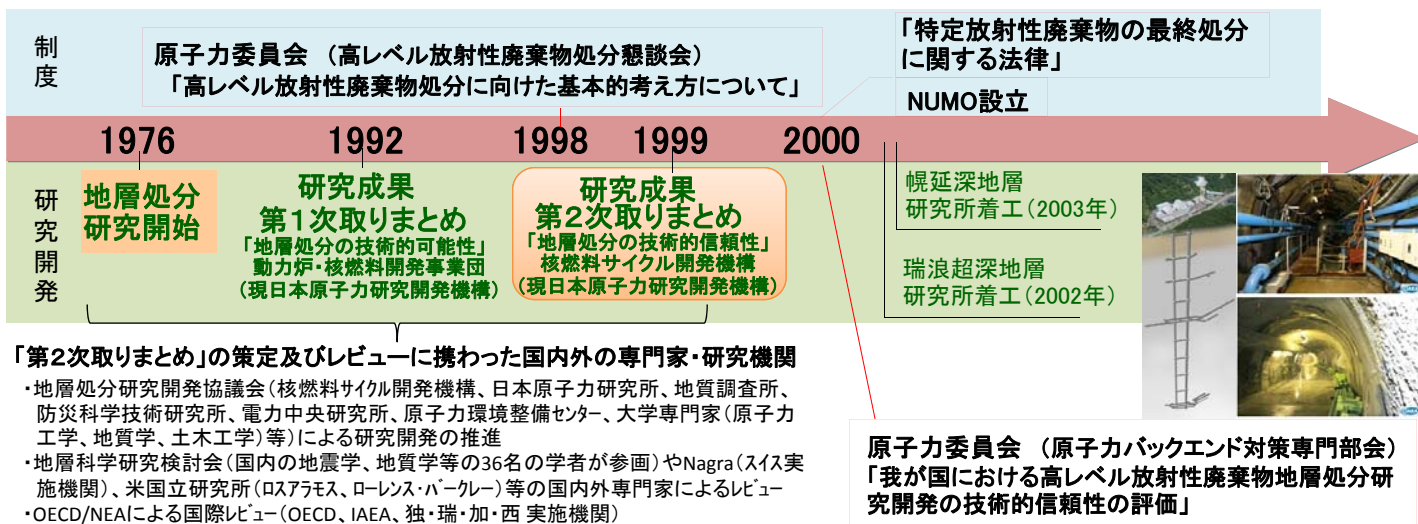 制度
原子力委員会 (高レベル放射性廃棄物処分懇談会)
「高レベル放射性廃棄物処分に向けた基本的考え方について」
「特定放射性廃棄物の最終処分
に関する法律」
NUMO設立
1976
1992
1998
1999
2000
研究開発
地層処分
研究開始
研究成果
第1次取りまとめ
「地層処分の技術的可能性」
動力炉・核燃料開発事業団
(現日本原子力研究開発機構)
研究成果
第2次取りまとめ
「地層処分の技術的信頼性」
核燃料サイクル開発機構
(現日本原子力研究開発機構)
幌延深地層
研究所着工(2003年)
瑞浪超深地層
研究所着工(2002年)
「第2次取りまとめ」の策定及びレビューに携わった国内外の専門家・研究機関
・地層処分研究開発協議会(核燃料サイクル開発機構、日本原子力研究所、地質調査所、
防災科学技術研究所、電力中央研究所、原子力環境整備センター、大学専門家(原子力
工学、地質学、土木工学)等)による研究開発の推進
・地層科学研究検討会(国内の地震学、地質学等の36名の学者が参画)やNagra(スイス実
施機関)、米国立研究所(ロスアラモス、ローレンス・バークレー)等の国内外専門家によるレビュー
・OECD/NEAによる国際レビュー(OECD、IAEA、独・瑞・加・西 実施機関)
原子力委員会 (原子力バックエンド対策専門部会)
「我が国における高レベル放射性廃棄物地層処分研
究開発の技術的信頼性の評価」